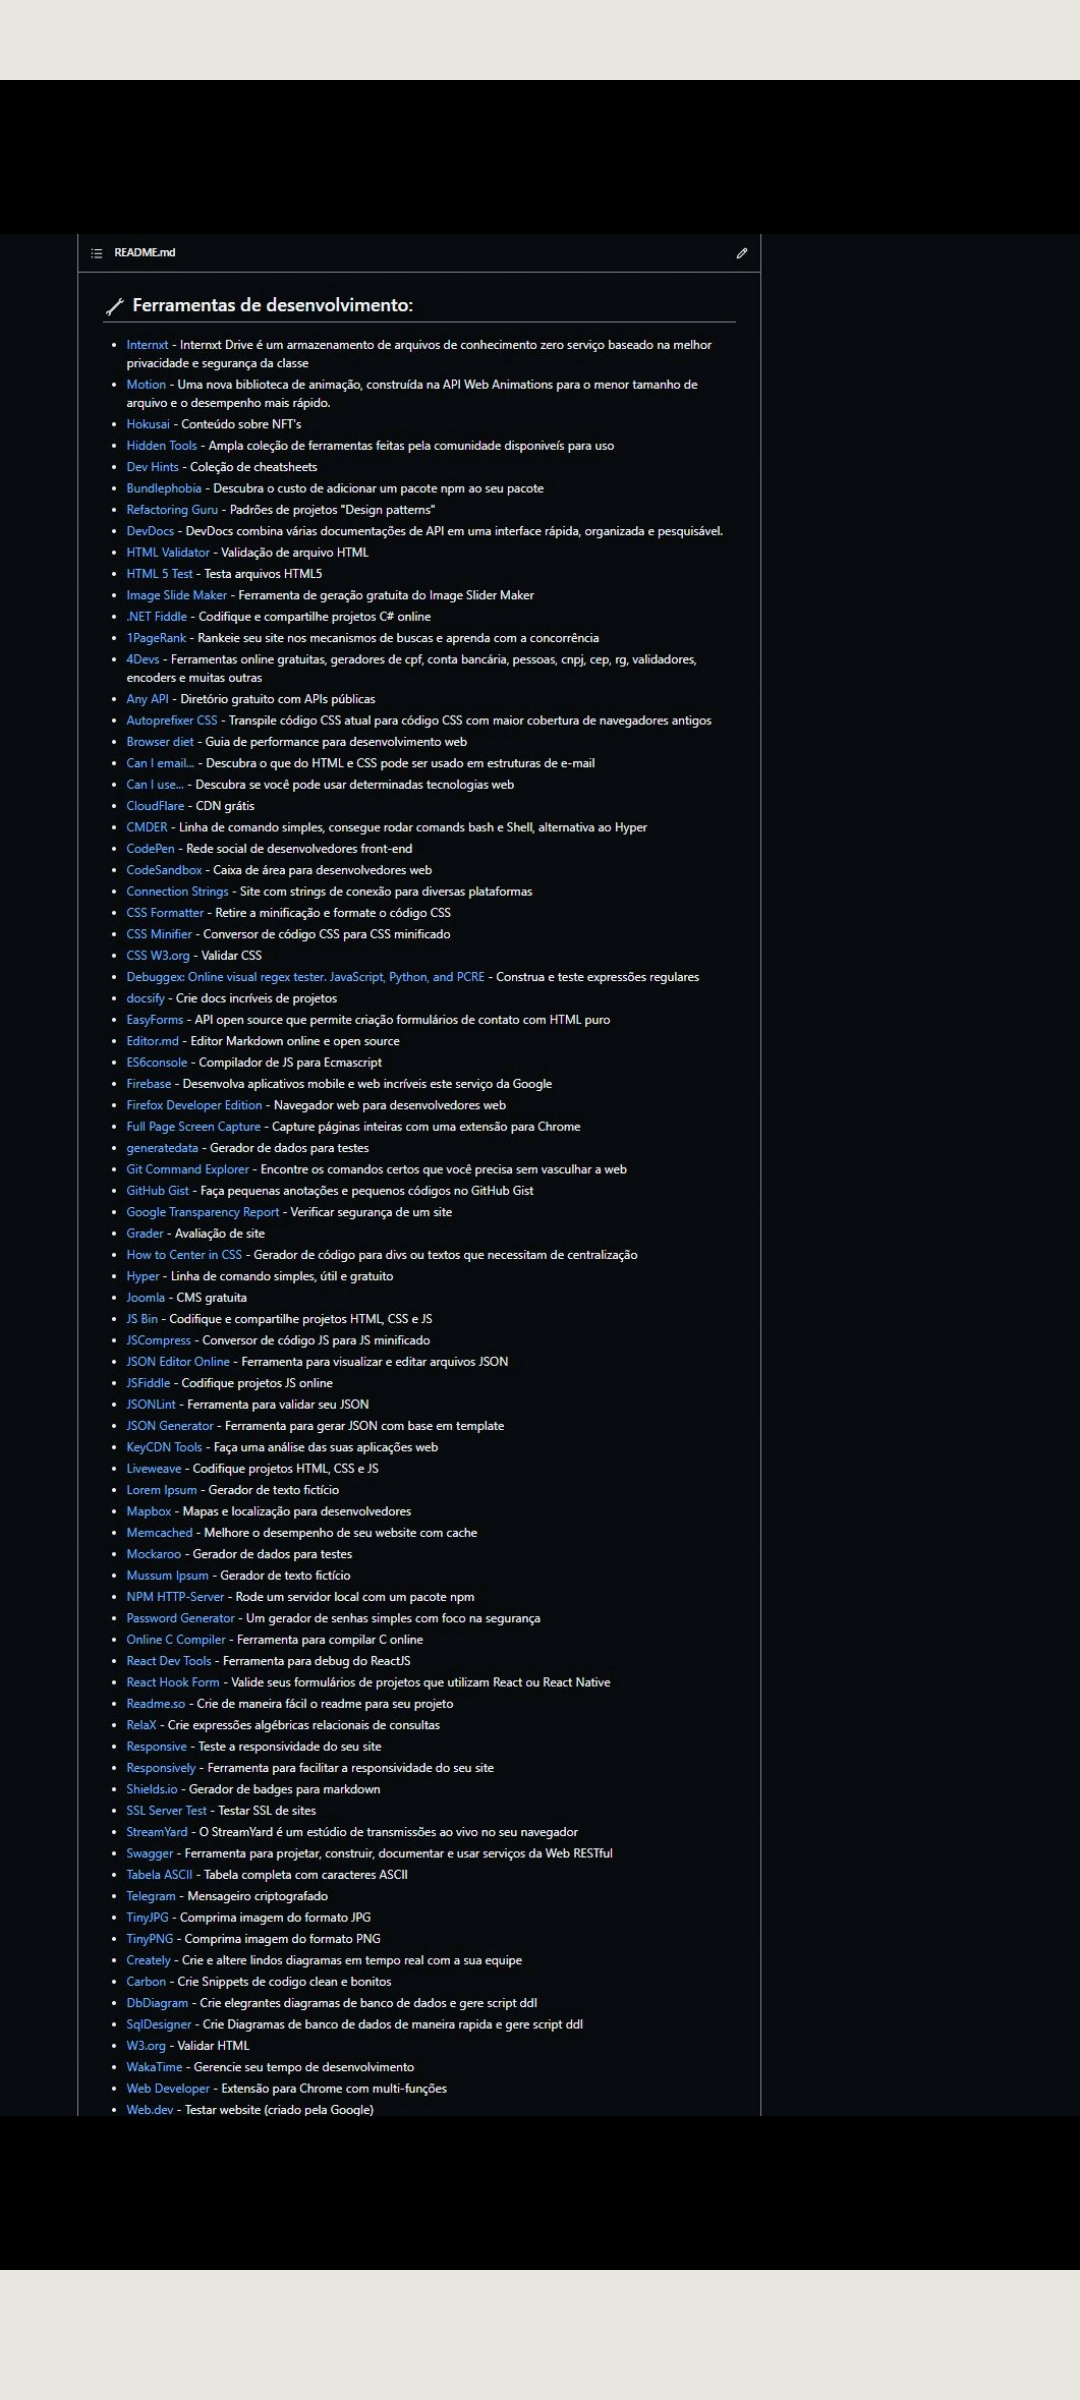 README.md
Ferramentas de desenvolvimento:
Internxt - Internxt Drive é um armazenamento de arquivos de conhecimento zero serviço baseado na melhor
privacidade e segurança da classe
Motion - Uma nova biblioteca de animação, construída na API Web Animations para o menor tamanho de
arquivo e o desempenho mais rápido.
Hokusai - Conteúdo sobre NFT's
Hidden Tools - Ampla coleção de ferramentas feitas pela comunidade disponiveís para uso
Dev Hints - Coleção de cheatsheets
Bundlephobia - Descubra o custo de adicionar um pacote npm ao seu pacote
Refactoring Guru - Padrões de projetos "Design patterns"
DevDocs - DevDocs combina várias documentações de API em uma interface rápida, organizada e pesquisável.
HTML Validator - Validação de arquivo HTML
HTML 5 Test - Testa arquivos HTML5
Image Slide Maker - Ferramenta de geração gratuita do Image Slider Maker
.NET Fiddle - Codifique e compartilhe projetos C# online
1PageRank - Rankeie seu site nos mecanismos de buscas e aprenda com a concorrência
4Devs - Ferramentas online gratuitas, geradores de cpf, conta bancária, pessoas, cnpj, cep, rg, validadores,
encoders e muitas outras
Any API - Diretório gratuito com APIs públicas
Autoprefixer CSS - Transpile código CSS atual para código CSS com maior cobertura de navegadores antigos
Browser diet - Guia de performance para desenvolvimento web
Can I email... - Descubra o que do HTML e CSS pode ser usado em estruturas de e-mail
Can I use... - Descubra se você pode usar determinadas tecnologias web
CloudFlare - CDN grátis
CMDER - Linha de comando simples, consegue rodar comands bash e Shell, alternativa ao Hyper
CodePen - Rede social de desenvolvedores front-end
CodeSandbox - Caixa de área para desenvolvedores web
Connection Strings - Site com strings de conexão para diversas plataformas
CSS Formatter - Retire a minificação e formate o código CSS
CSS Minifier - Conversor de código CSS para CSS minificado
CSS W3.org - Validar CSS
Debuggex: Online visual regex tester. JavaScript, Python, and PCRE - Construa e teste expressões regulares
docsify - Crie docs incríveis de projetos
EasyForms - API open source que permite criação formulários de contato com HTML puro
Editor.md - Editor Markdown online e open source
ES6console - Compilador de JS para Ecmascript
Firebase - Desenvolva aplicativos mobile e web incríveis este serviço da Google
Firefox Developer Edition - Navegador web para desenvolvedores web
Full Page Screen Capture - Capture páginas inteiras com uma extensão para Chrome
generatedata - Gerador de dados para testes
Git Command Explorer - Encontre os comandos certos que você precisa sem vasculhar a web
GitHub Gist - Faça pequenas anotações e pequenos códigos no GitHub Gist
Google Transparency Report - Verificar segurança de um site
Grader - Avaliação de site
How to Center in CSS - Gerador de código para divs ou textos que necessitam de centralização
Hyper - Linha de comando simples, útil e gratuito
Joomla - CMS gratuita
JS Bin - Codifique e compartilhe projetos HTML, CSS e JS
JSCompress - Conversor de código JS para JS minificado
JSON Editor Online - Ferramenta para visualizar e editar arquivos JSON
JSFiddle - Codifique projetos JS online
JSONLint - Ferramenta para validar seu JSON
JSON Generator - Ferramenta para gerar JSON com base em template
KeyCDN Tools - Faça uma análise das suas aplicações web
Liveweave - Codifique projetos HTML, CSS e JS
Lorem Ipsum - Gerador de texto fictício
Mapbox - Mapas e localização para desenvolvedores
Memcached - Melhore o desempenho de seu website com cache
Mockaroo - Gerador de dados para testes
Mussum Ipsum - Gerador de texto fictício
NPM HTTP-Server - Rode um servidor local com um pacote npm
Password Generator - Um gerador de senhas simples com foco na segurança
Online C Compiler - Ferramenta para compilar C online
React Dev Tools - Ferramenta para debug do ReactJS
React Hook Form - Valide seus formulários de projetos que utilizam React ou React Native
Readme.so - Crie de maneira fácil o readme para seu projeto
RelaX - Crie expressões algébricas relacionais de consultas
Responsive - Teste a responsividade do seu site
Responsively - Ferramenta para facilitar a responsividade do seu site
Shields.io - Gerador de badges para markdown
SSL Server Test - Testar SSL de sites
StreamYard - O StreamYard é um estúdio de transmissões ao vivo no seu navegador
Swagger - Ferramenta para projetar, construir, documentar e usar serviços da Web RESTful
Tabela ASCII - Tabela completa com caracteres ASCII
Telegram - Mensageiro criptografado
TinyJPG - Comprima imagem do formato JPG
TinyPNG - Comprima imagem do formato PNG
Creately - Crie e altere lindos diagramas em tempo real com a sua equipe
Carbon - Crie Snippets de codigo clean e bonitos
DbDiagram - Crie elegrantes diagramas de banco de dados e gere script ddl
SqlDesigner - Crie Diagramas de banco de dados de maneira rapida e gere script ddl
W3.org - Validar HTML
WakaTime - Gerencie seu tempo de desenvolvimento
Web Developer - Extensão para Chrome com multi-funções
Web.dev - Testar website (criado pela Google)